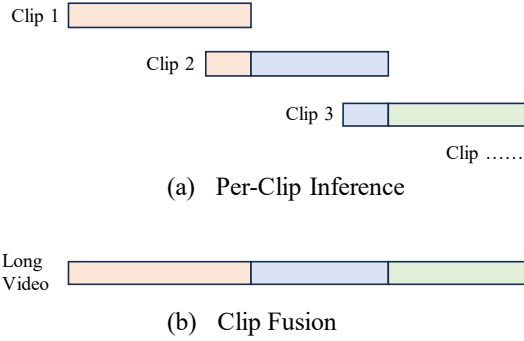 Clip 1
Clip 2
Clip 3
Clip ......
(a) Per-Clip Inference
Long
Video
(b) Clip Fusion